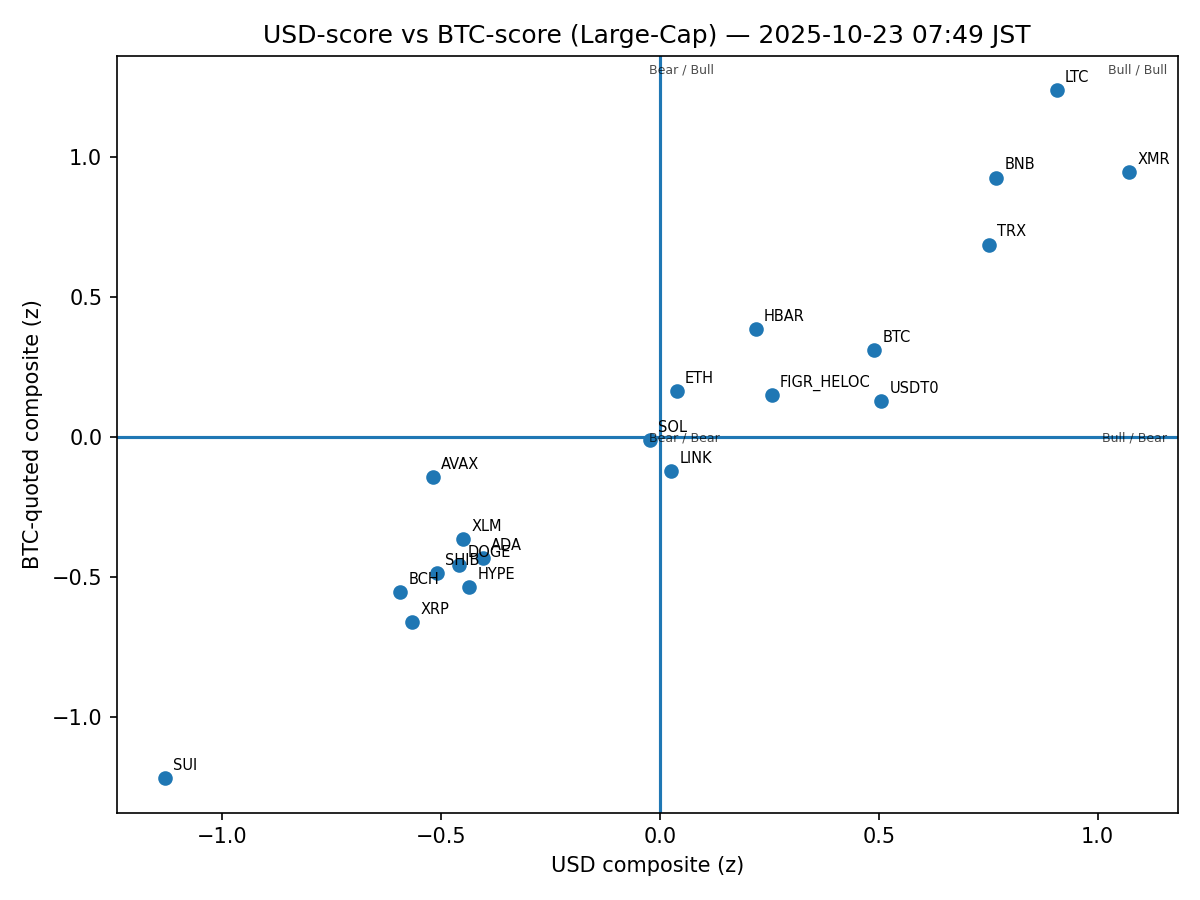 USD-score vs BTC-score (Large-Cap) — 2025-10-23 07:49 JST
Bear / Bull
Bull / Bull
LTC
XMR
BNB
TRX
HBAR
BTC
ETH
FIGR_HELOC
USDT0
SOL
Bear / Bear
Bull / Bear
LINK
AVAX
XLM
ADA
DOGE
SHIB
HYPE
BCH
XRP
SUI
1.0
0.5
0.0
−0.5
−1.0
BTC-quoted composite (z)
−1.0
−0.5
0.0
0.5
1.0
USD composite (z)